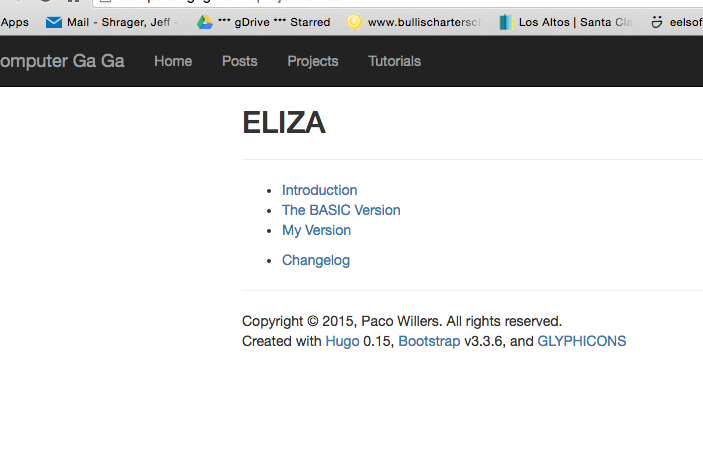 Apps Mail - Shrager, Jeff - *** gDrive *** Starred www.bullischartersch Los Altos | Santa Cla eelsof
omputer Ga Ga Home Posts Projects Tutorials
ELIZA
Introduction
The BASIC Version
My Version
Changelog
Copyright © 2015, Paco Willers. All rights reserved.
Created with Hugo 0.15, Bootstrap v3.3.6, and GLYPHICONS